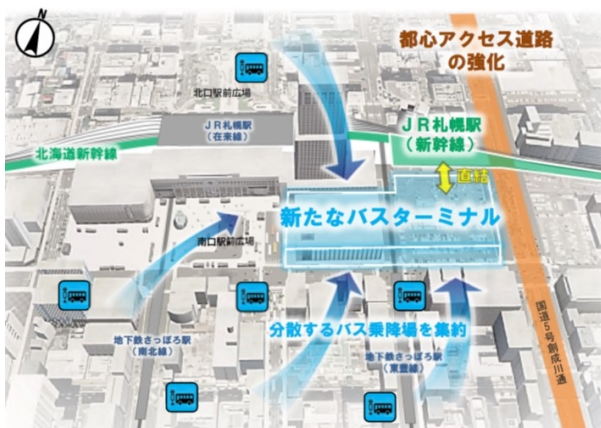 N
都心アクセス道路
の強化
北口駅前広場
JR札幌駅
(在来線)
JR札幌駅
(新幹線)
北海道新幹線
直結
新たなバスターミナル
南口駅前広場
分散するバス乗降場を集約
地下鉄さっぽろ駅
(南北線)
地下鉄さっぽろ駅
(東豊線)
国道5号創成川通